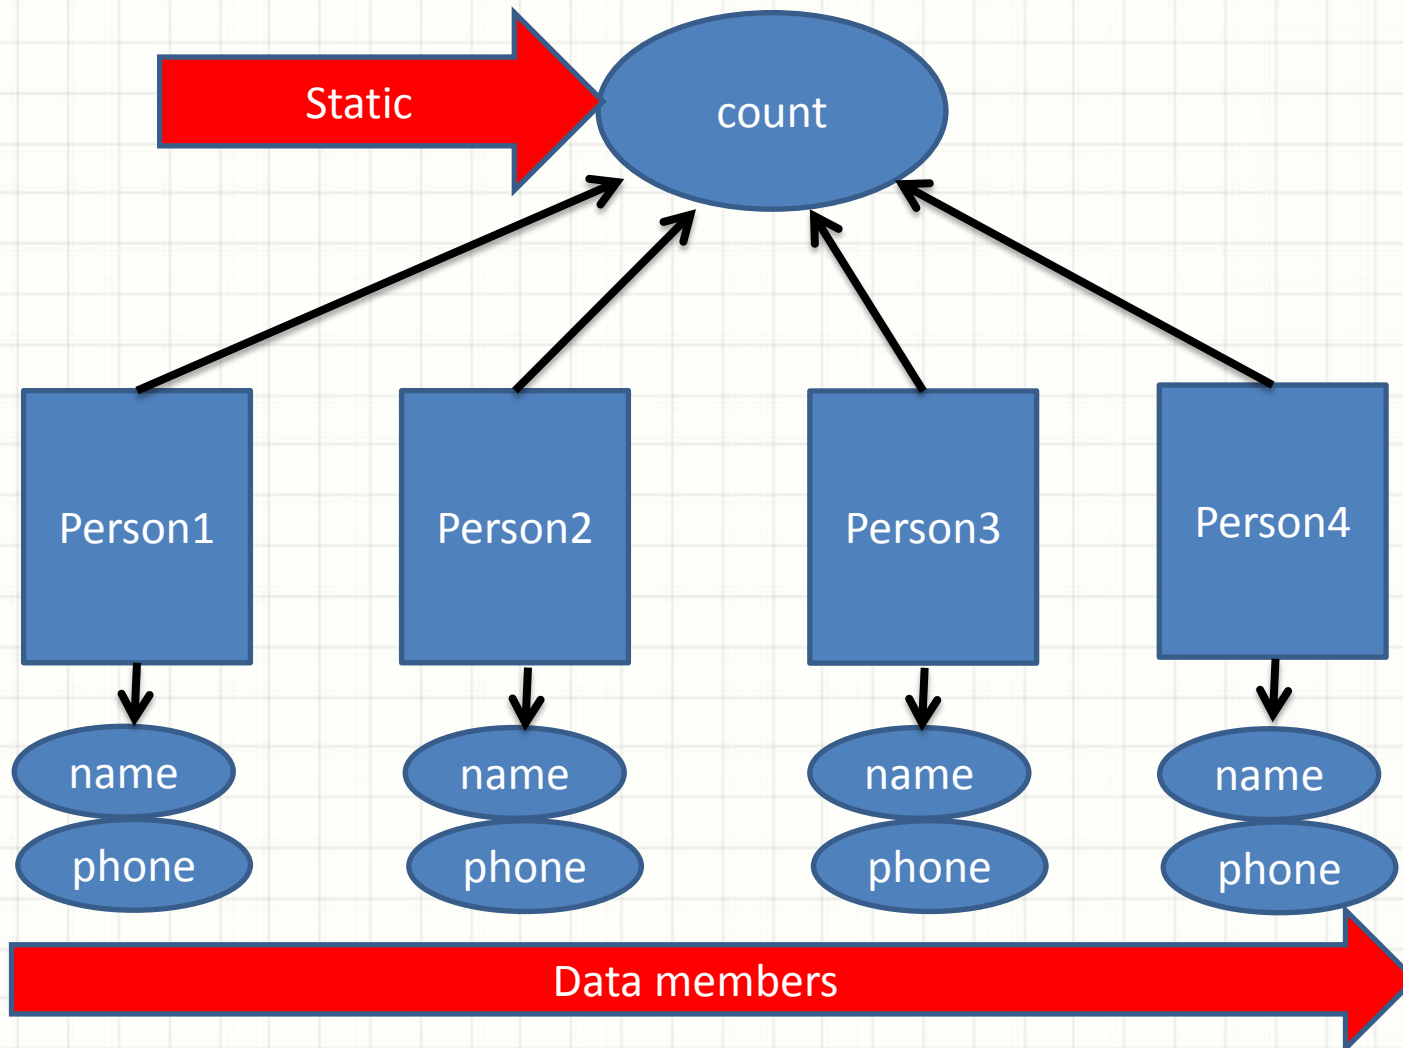 Static
count
Person1
Person2
Person3
Person4
name
name
name
name
phone
phone
phone
phone
Data members